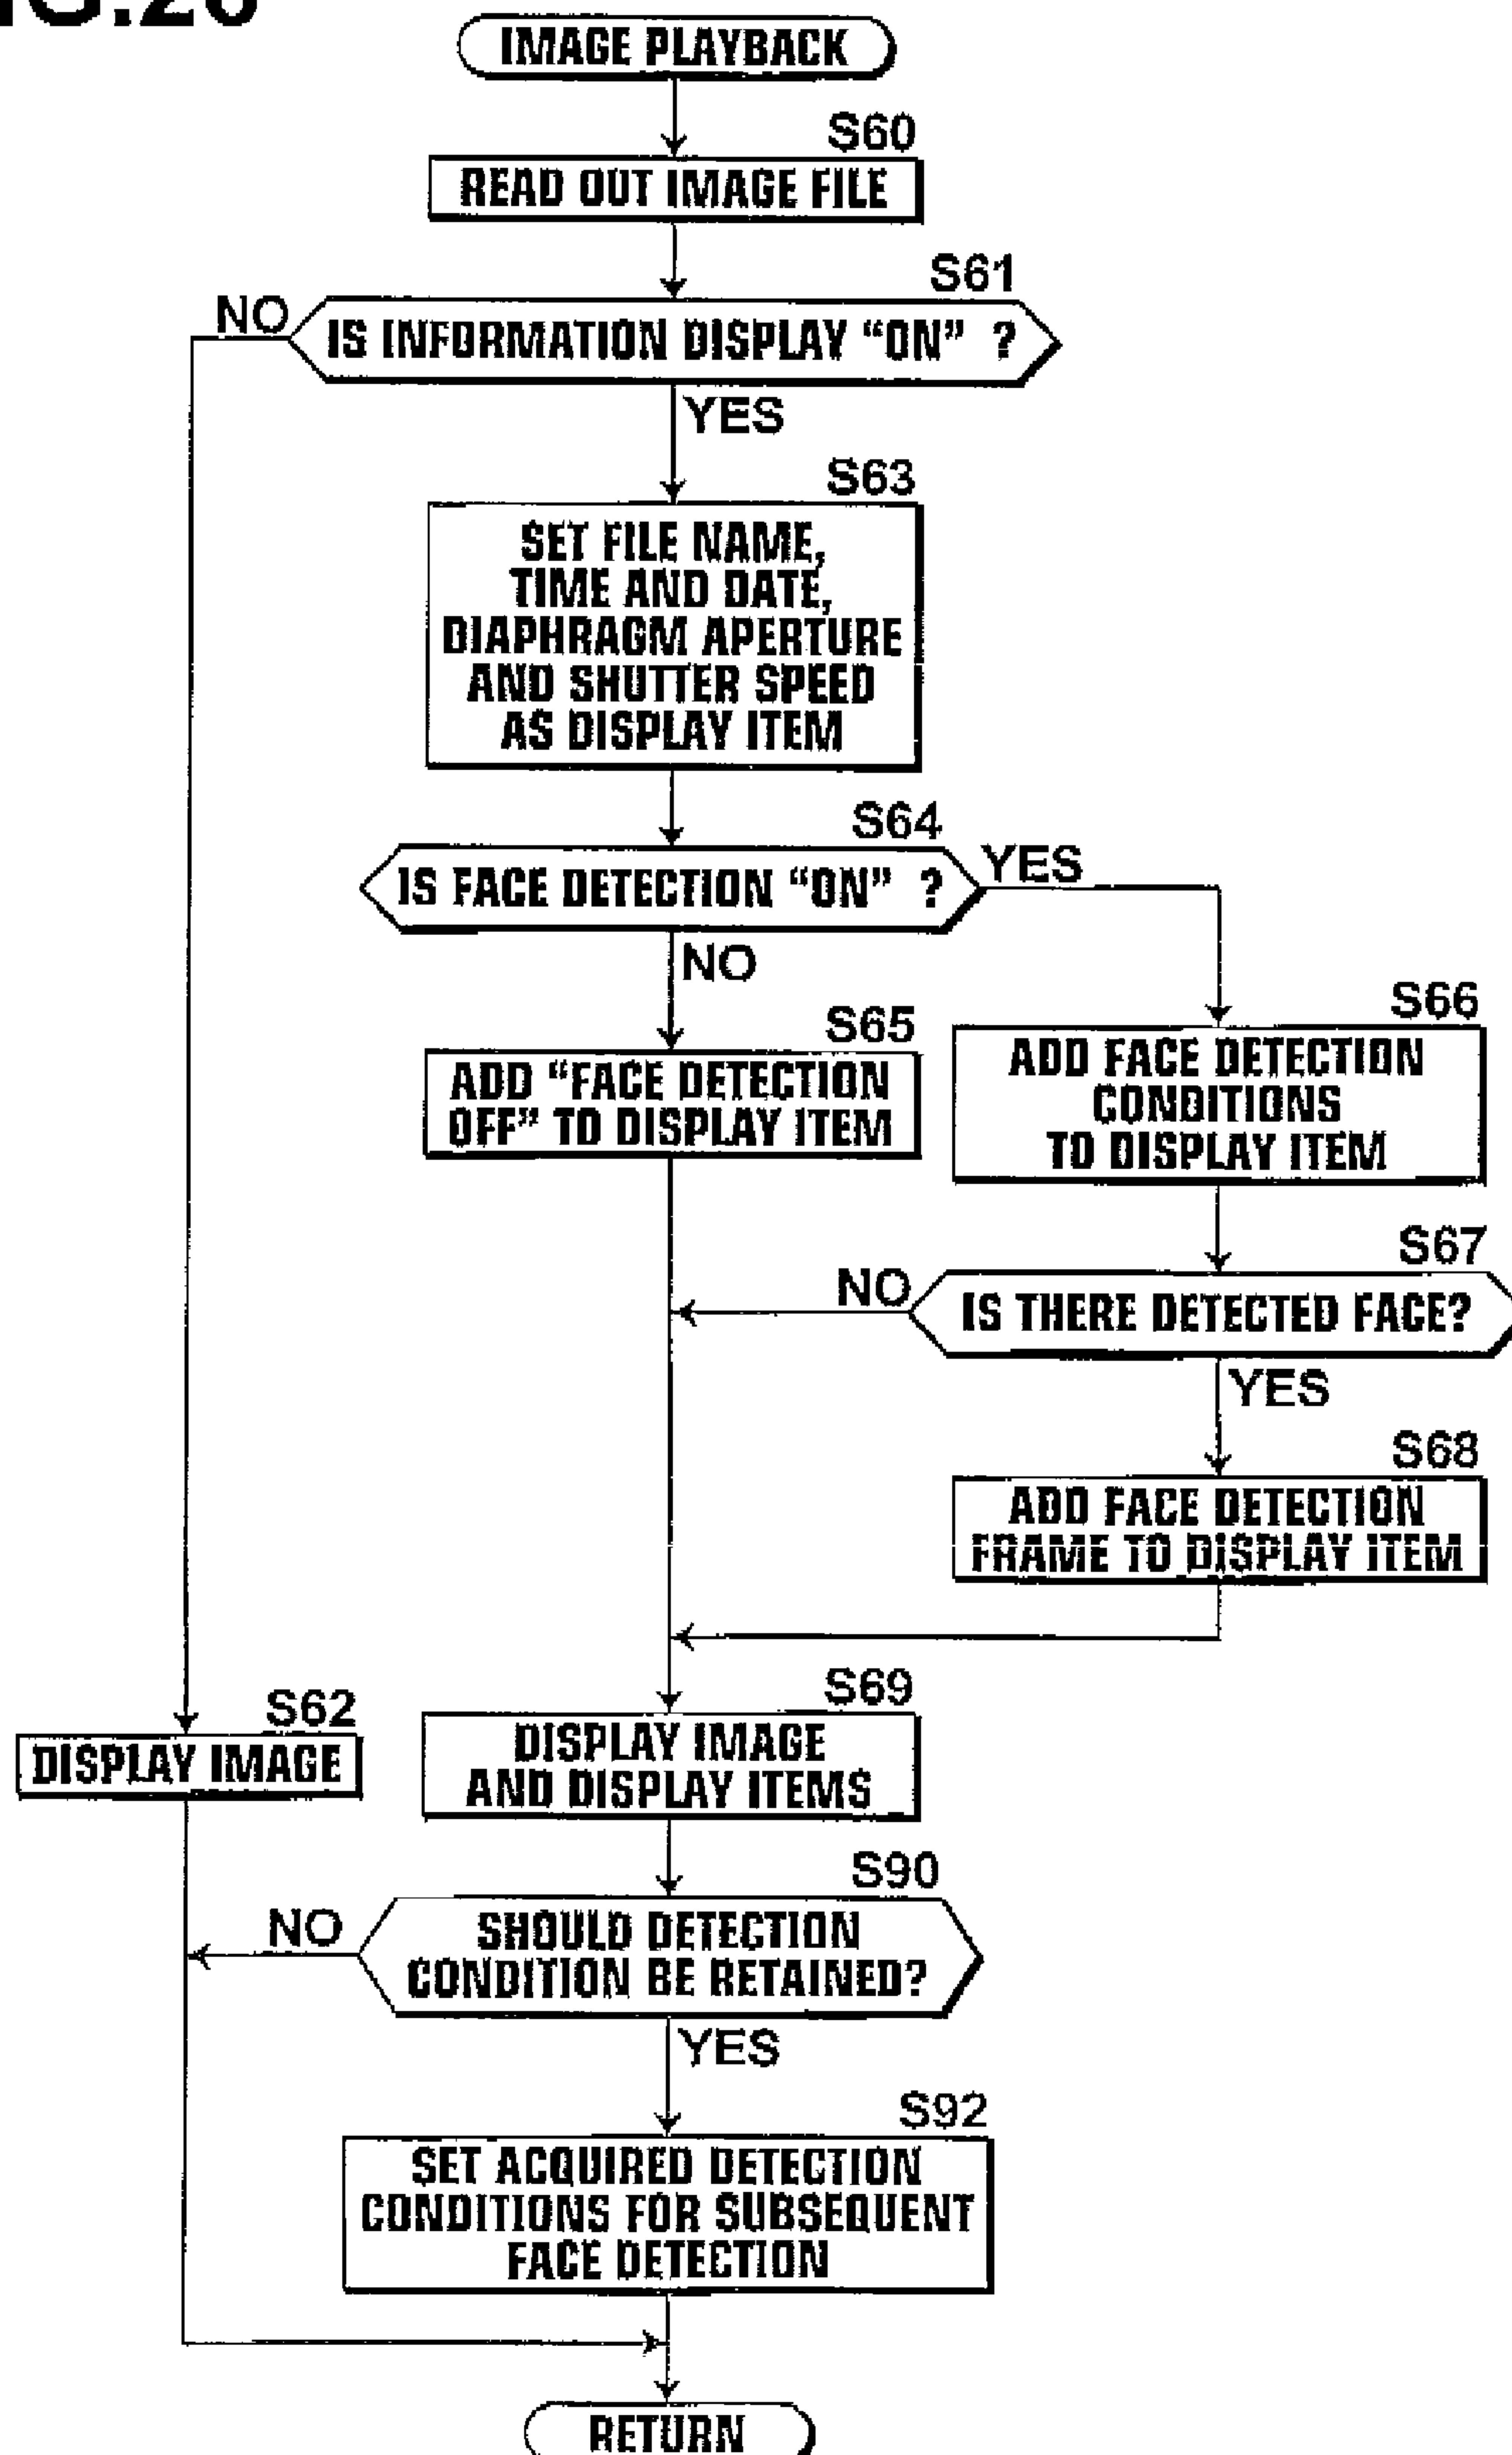 IMAGE PLAYBACK
S60
READ OUT IMAGE FILE
S61
NO
IS INFORMATION DISPLAY “ON” ?
YES
S63
SET FILE NAME,
TIME AND DATE,
DIAPHRAGM APERTURE
AND SHUTTER SPEED
AS DISPLAY ITEM
S64
IS FACE DETECTION “ON” ?
YES
NO
S65
ADD “FACE DETECTION
OFF” TO DISPLAY ITEM
S66
ADD FACE DETECTION
CONDITIONS
TO DISPLAY ITEM
S67
NO
IS THERE DETECTED FACE?
YES
S68
ADD FACE DETECTION
FRAME TO DISPLAY ITEM
S62
DISPLAY IMAGE
S69
DISPLAY IMAGE
AND DISPLAY ITEMS
S90
NO
SHOULD DETECTION
CONDITION BE RETAINED?
YES
S92
SET ACQUIRED DETECTION
CONDITIONS FOR SUBSEQUENT
FACE DETECTION
RETURN